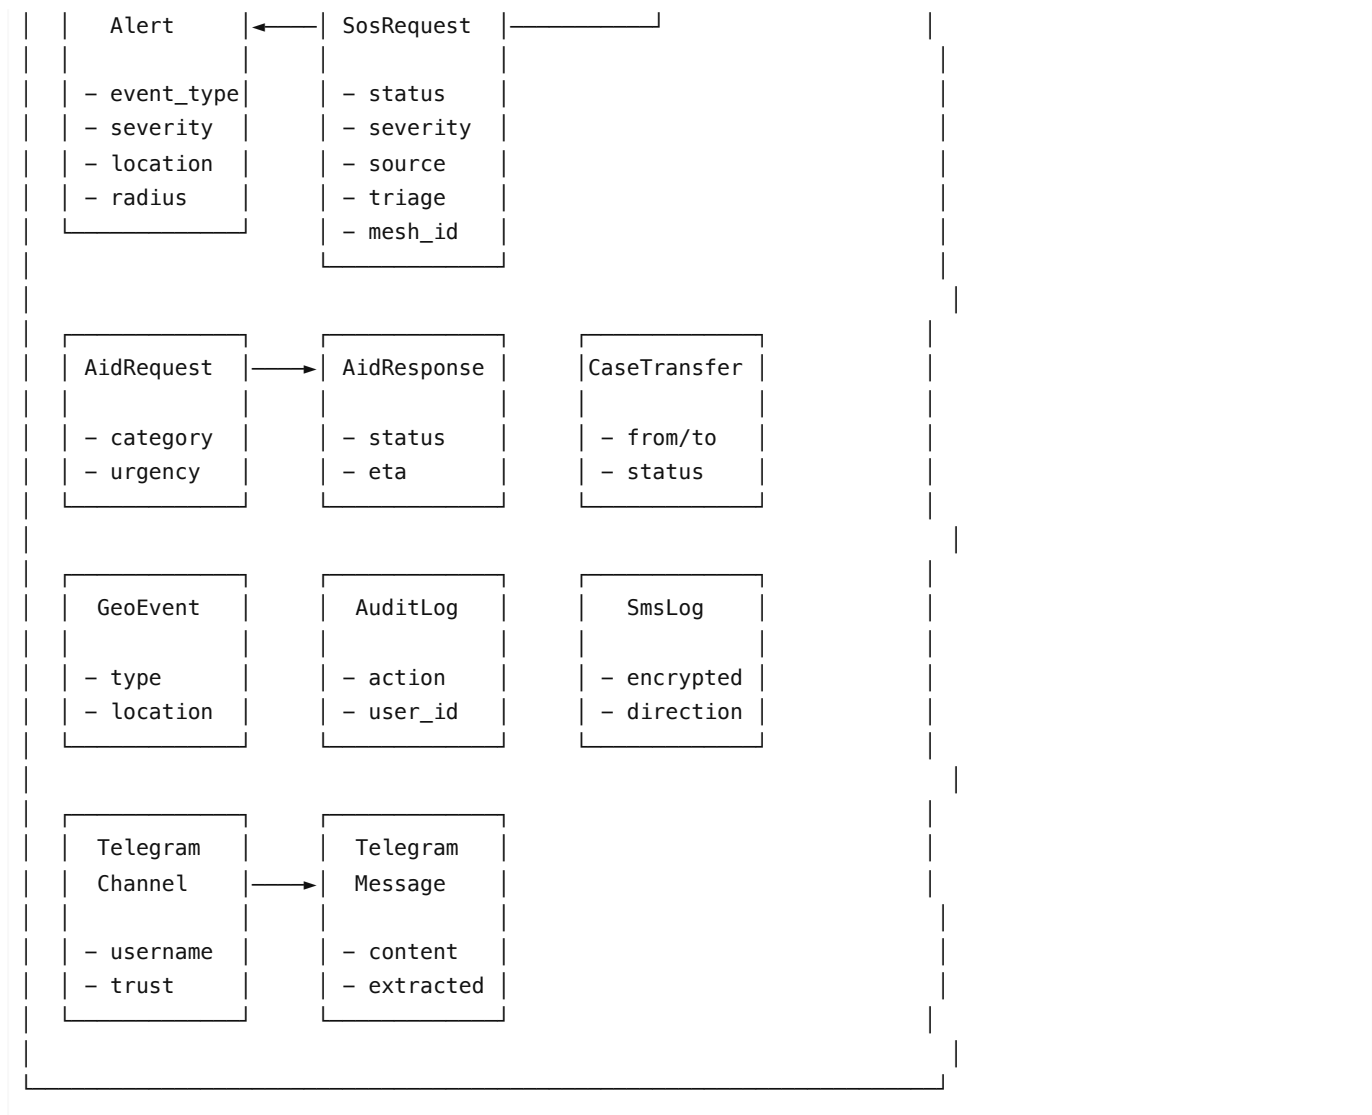 Alert SosRequest
- event_type - status
- severity - severity
- location - source
- radius - triage
- mesh_id
AidRequest AidResponse CaseTransfer
- category - status - from/to
- urgency - eta - status
GeoEvent AuditLog SmsLog
- type - action - encrypted
- location - user_id - direction
Telegram Telegram
Channel Message
- username - content
- trust - extracted